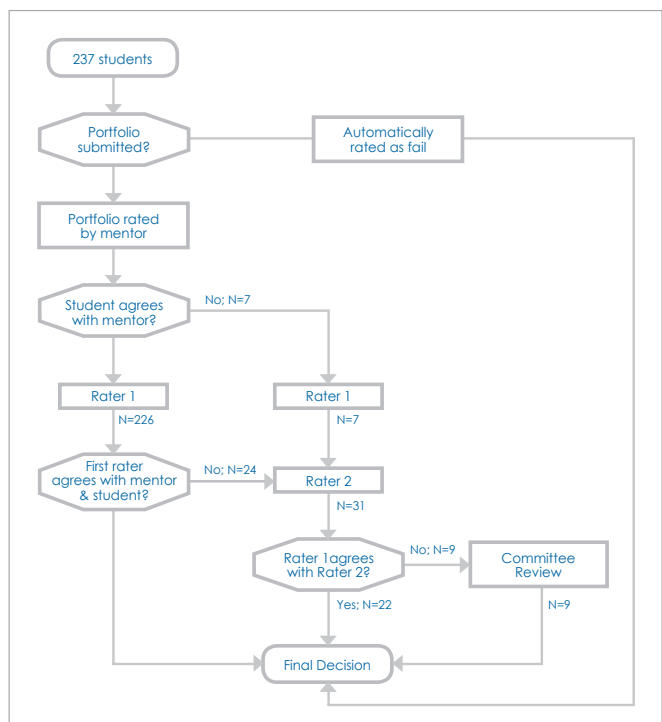 237 students
Portfolio
submitted?
Automatically
rated as fail
Portfolio rated
by mentor
Student agrees
with mentor?
No; N=7
Rater 1
N=226
Rater 1
N=7
First rater
agrees with mentor
& student?
No; N=24
Rater 2
N=31
Rater 1agrees
with Rater 2?
No; N=9
Committee
Review
Yes; N=22
N=9
Final Decision